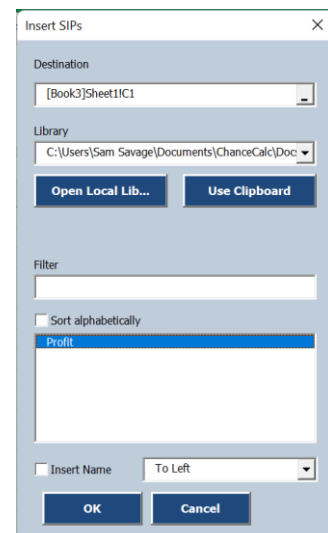 Insert SIPs
Destination
[Book3]Sheet1!C1
Library
C:\Users\Sam Savage\Documents\ChanceCalc\Doc
Open Local Lib... Use Clipboard
Filter
Sort alphabetically
Profit
Insert Name To Left
OK Cancel